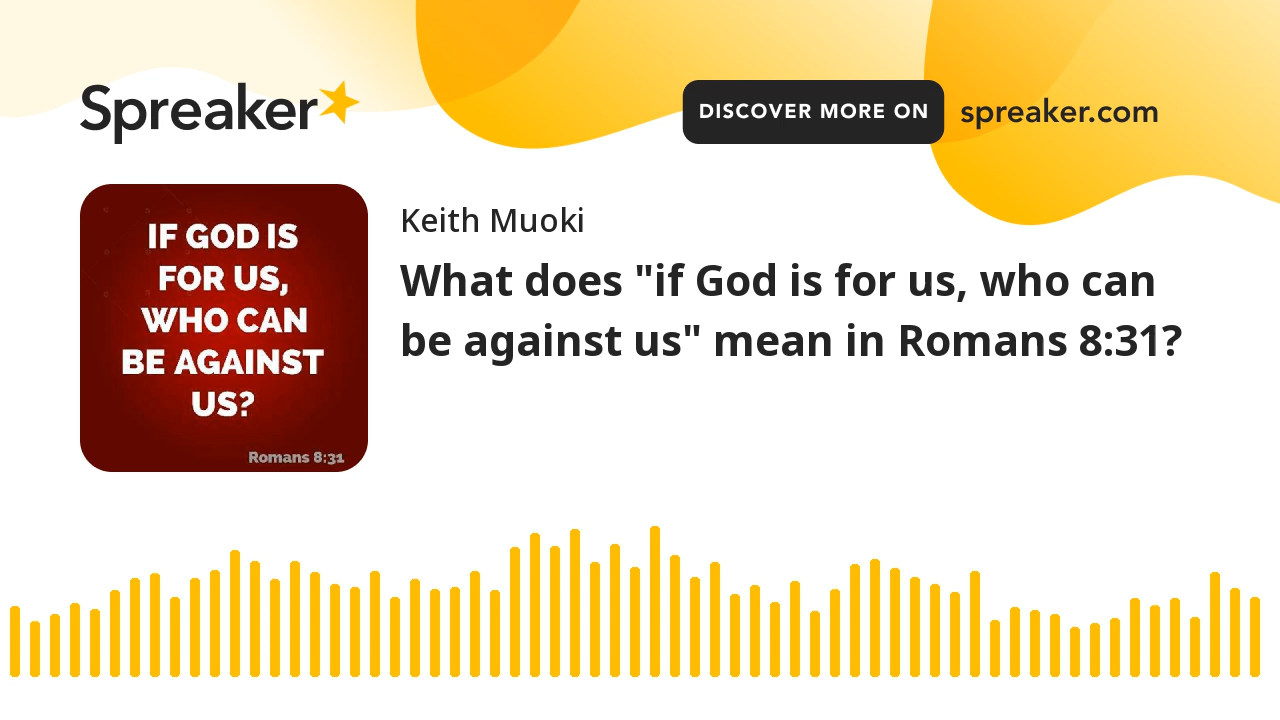 Spreaker
DISCOVER MORE ON
spreaker.com
IF GOD IS
FOR US,
WHO CAN
BE AGAINST
US?
Romans 8:31
Keith Muoki
What does "if God is for us, who can
be against us" mean in Romans 8:31?